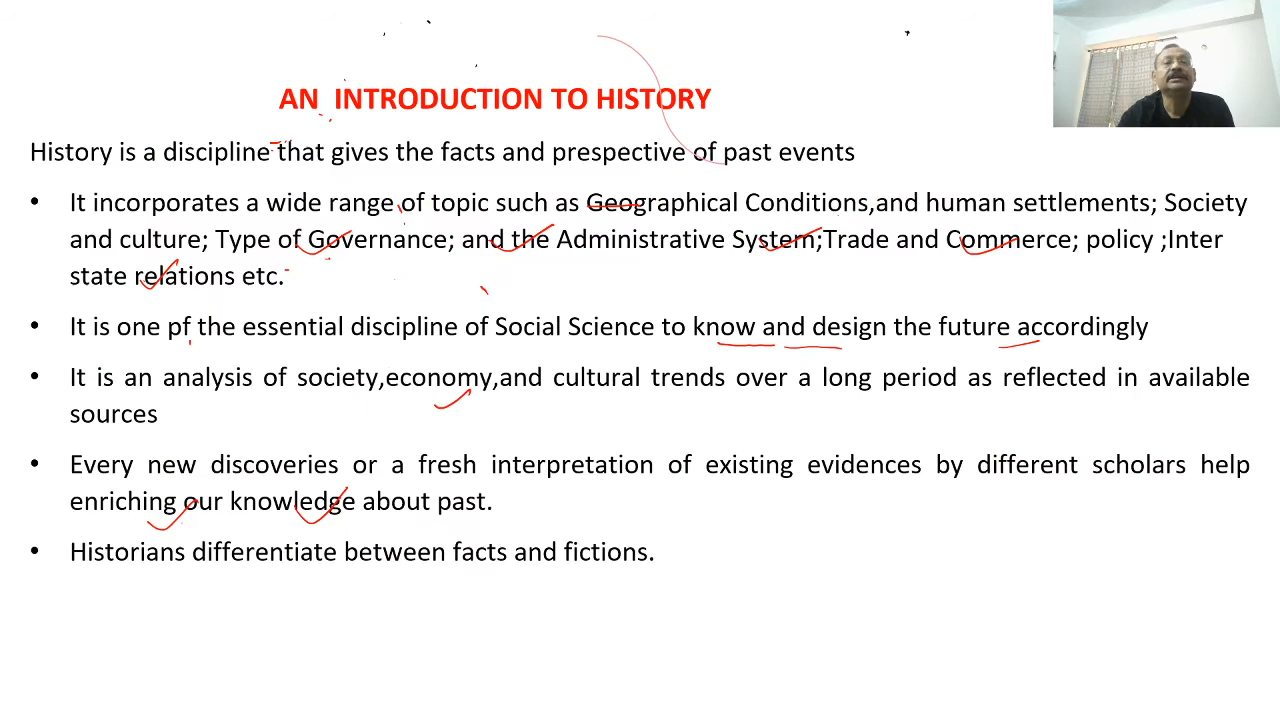 AN INTRODUCTION TO HISTORY
History is a discipline that gives the facts and prespective of past events
• It incorporates a wide range of topic such as Geographical Conditions,and human settlements; Society
and culture; Type of Governance; and the Administrative System;Trade and Commerce; policy ;Inter
state relations etc.
• It is one pf the essential discipline of Social Science to know and design the future accordingly
• It is an analysis of society,economy,and cultural trends over a long period as reflected in available
sources
• Every new discoveries or a fresh interpretation of existing evidences by different scholars help
enriching our knowledge about past.
• Historians differentiate between facts and fictions.